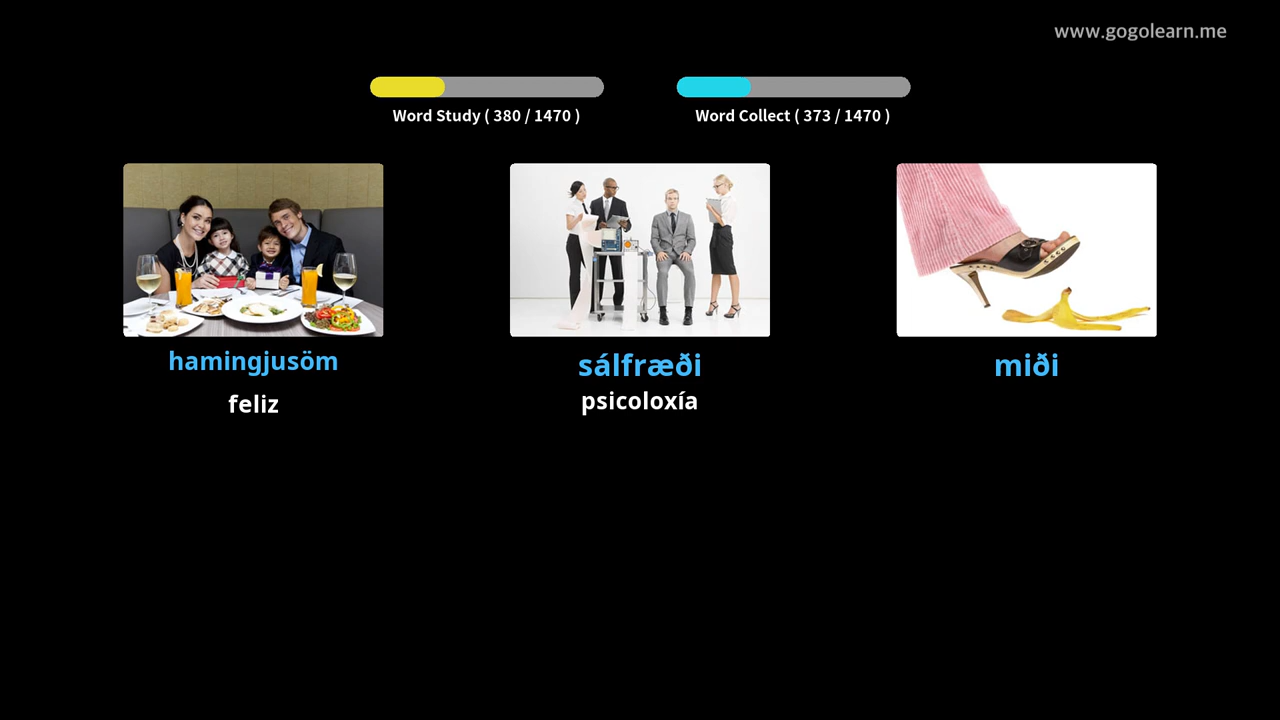 www.gogolearn.me
Word Study ( 380 / 1470 )
Word Collect ( 373 / 1470 )
hamingjusöm
feliz
sálfræði
psicoloxía
miði